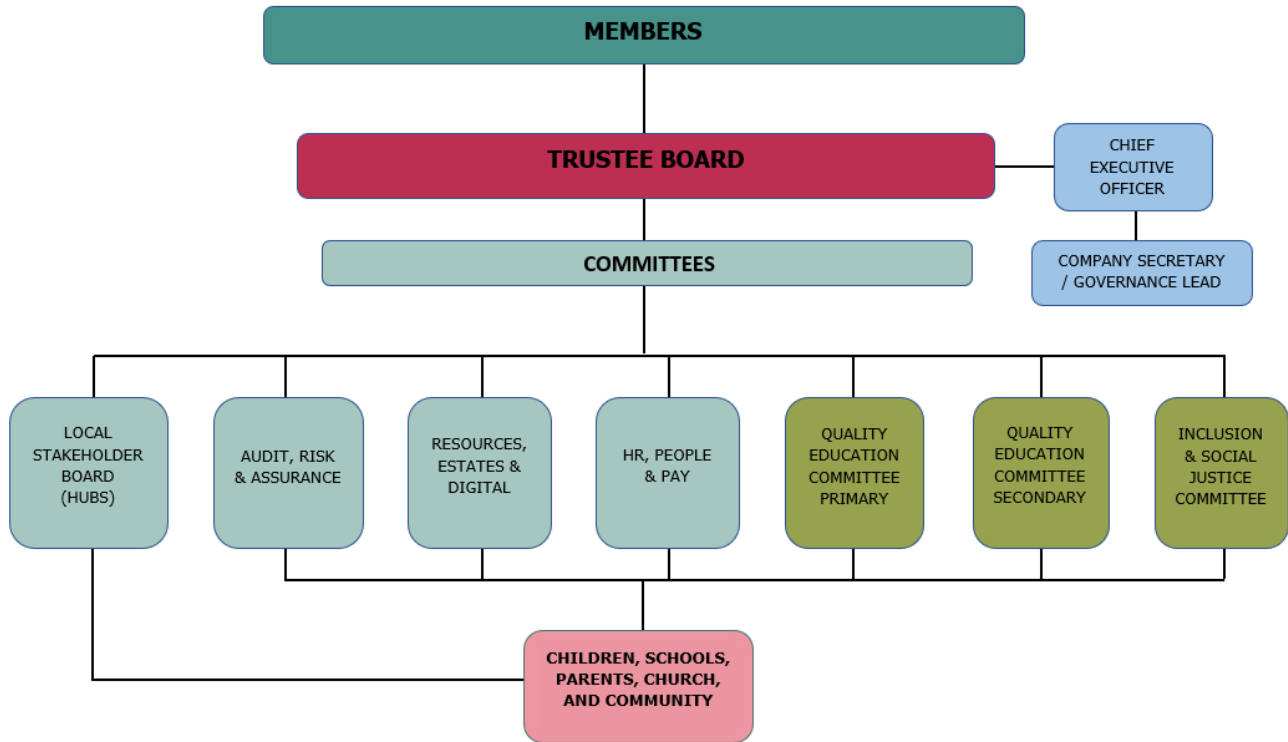 MEMBERS
TRUSTEE BOARD
CHIEF
EXECUTIVE
OFFICER
COMMITTEES
COMPANY SECRETARY
/ GOVERNANCE LEAD
LOCAL
STAKEHOLDER
BOARD
(HUBS)
AUDIT, RISK
& ASSURANCE
RESOURCES,
ESTATES &
DIGITAL
HR, PEOPLE
& PAY
QUALITY
EDUCATION
COMMITTEE
PRIMARY
QUALITY
EDUCATION
COMMITTEE
SECONDARY
INCLUSION
& SOCIAL
JUSTICE
COMMITTEE
CHILDREN, SCHOOLS,
PARENTS, CHURCH,
AND COMMUNITY